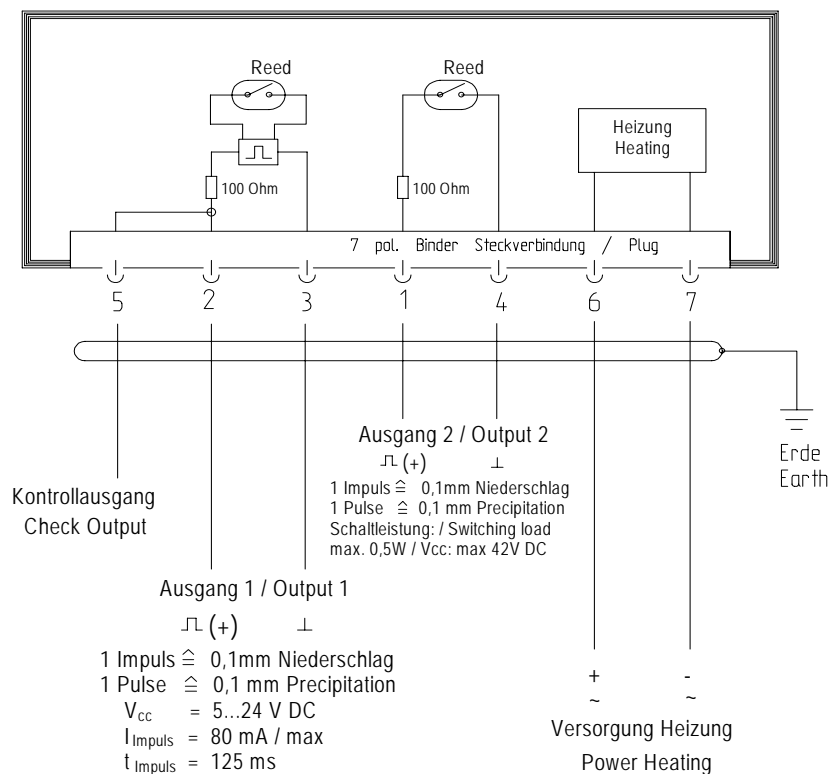 Reed
Reed
Heizung
Heating
100 Ohm
100 Ohm
7 pol. Binder Steckverbindung / Plug
5 2 3 1 4 6 7
Erde
Earth
Kontrollausgang
Check Output
Ausgang 2 / Output 2
(+) ⊥
1 Impuls ≙ 0,1mm Niederschlag
1 Pulse ≙ 0,1 mm Precipitation
Schaltleistung: / Switching load
max. 0,5W / Vcc: max 42V DC
Ausgang 1 / Output 1
(+) ⊥
1 Impuls ≙ 0,1mm Niederschlag
1 Pulse ≙ 0,1 mm Precipitation
Vcc = 5...24 V DC
I Impuls = 80 mA / max
t Impuls = 125 ms
+ -
~ ~
Versorgung Heizung
Power Heating